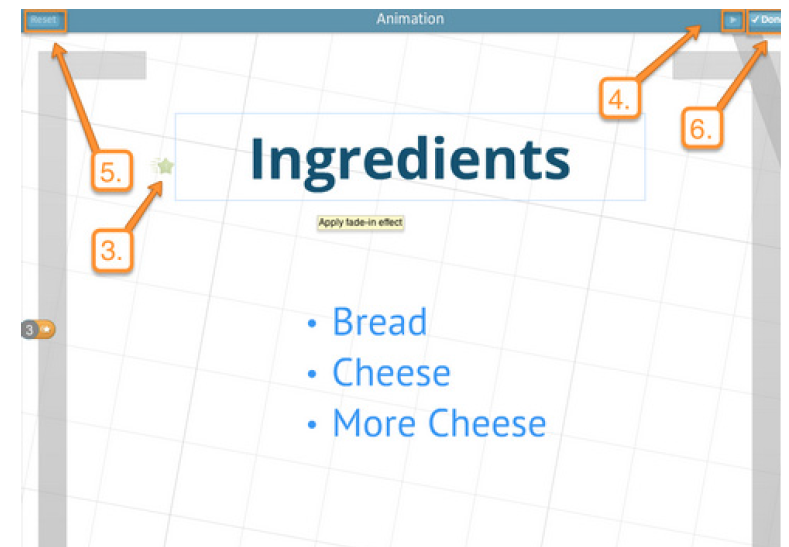 Reset Animation ✓Done
4.
6.
5.
Ingredients
3.
Apply fade-in effect
3
• Bread
• Cheese
• More Cheese